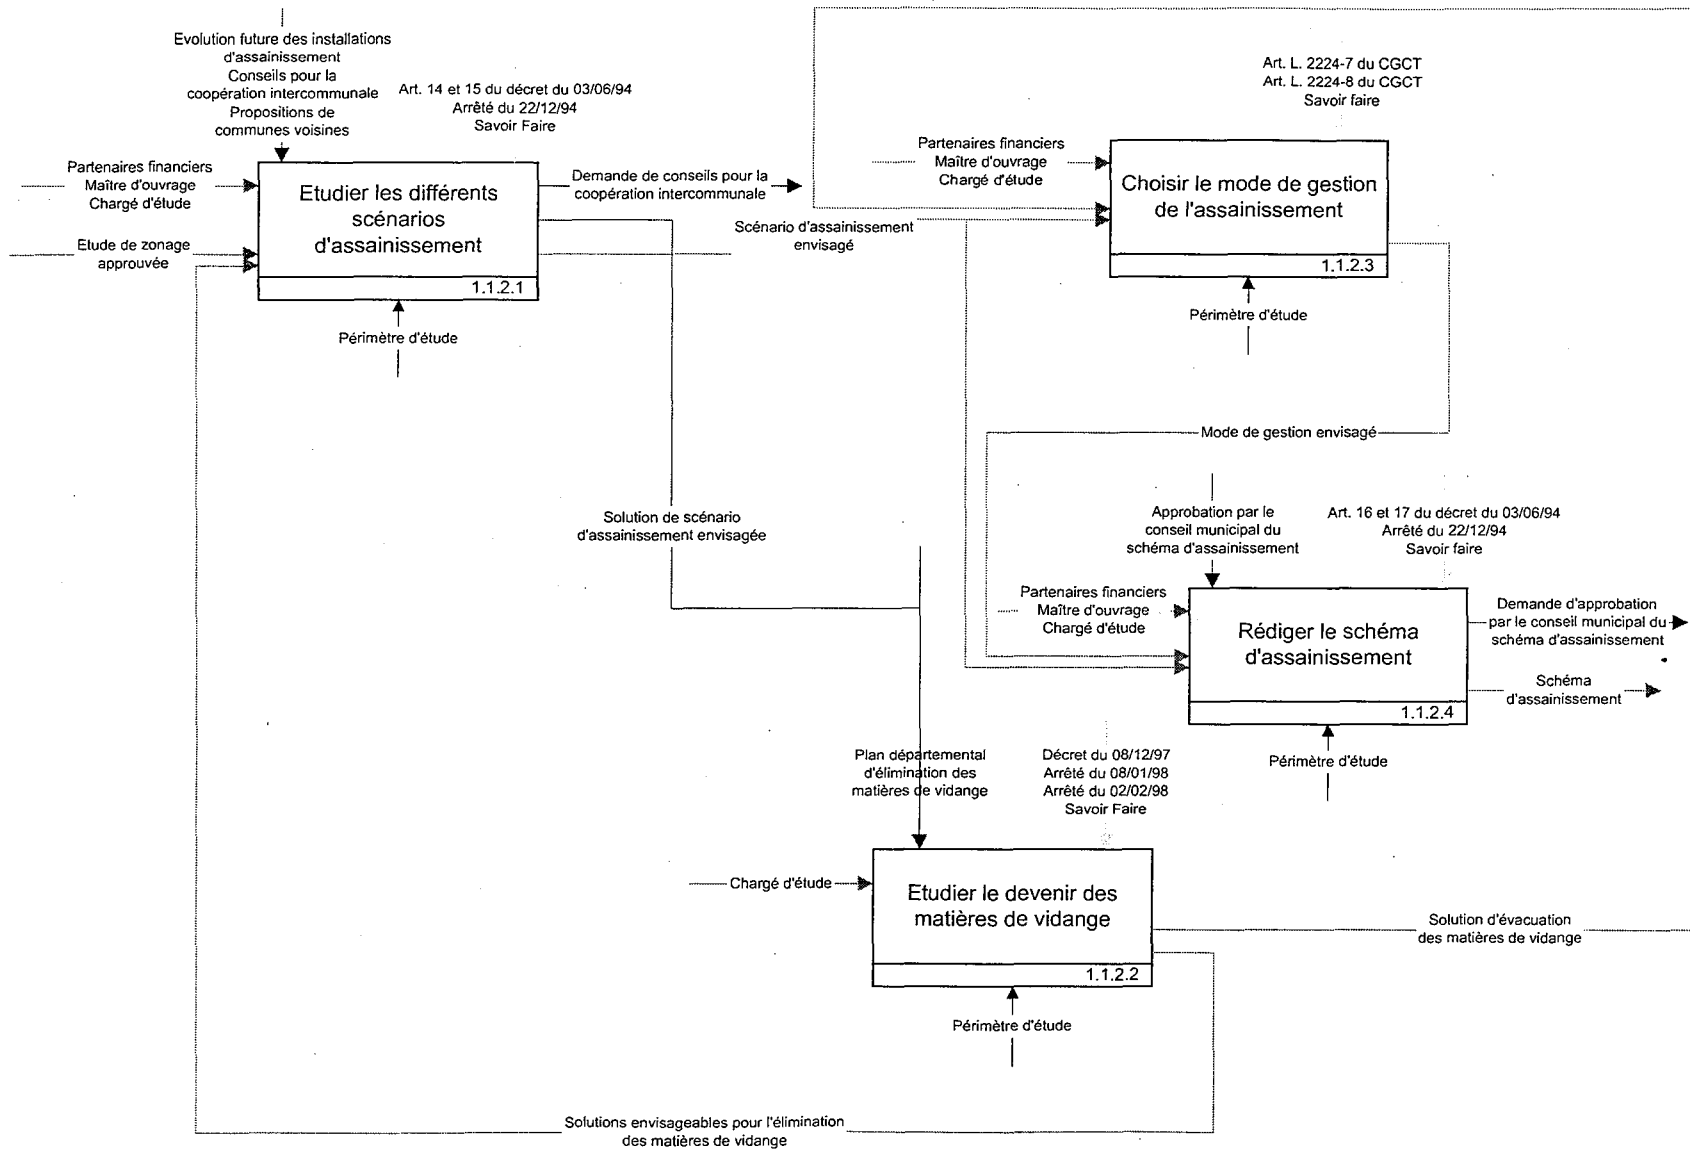 Evolution future des installations
d'assainissement
Conseils pour la
coopération intercommunale
Propositions de
communes voisines
Art. 14 et 15 du décret du 03/06/94
Arrêté du 22/12/94
Savoir Faire
Partenaires financiers
Maître d'ouvrage
Chargé d'étude
Etude de zonage
approuvée
Etudier les différents
scénarios
d'assainissement
1.1.2.1
Périmètre d'étude
Demande de conseils pour la
coopération intercommunale
Scénario d'assainissement
envisagé
Art. L. 2224-7 du CGCT
Art. L. 2224-8 du CGCT
Savoir faire
Partenaires financiers
Maître d'ouvrage
Chargé d'étude
Choisir le mode de gestion
de l'assainissement
1.1.2.3
Périmètre d'étude
Mode de gestion envisagé
Solution de scénario
d'assainissement envisagée
Approbation par le
conseil municipal du
schéma d'assainissement
Art. 16 et 17 du décret du 03/06/94
Arrêté du 22/12/94
Savoir faire
Partenaires financiers
Maître d'ouvrage
Chargé d'étude
Rédiger le schéma
d'assainissement
1.1.2.4
Demande d'approbation
par le conseil municipal du
schéma d'assainissement
Schéma
d'assainissement
Périmètre d'étude
Plan départemental
d'élimination des
matières de vidange
Décret du 08/12/97
Arrêté du 08/01/98
Arrêté du 02/02/98
Savoir Faire
Chargé d'étude
Etudier le devenir des
matières de vidange
1.1.2.2
Solution d'évacuation
des matières de vidange
Périmètre d'étude
Solutions envisageables pour l'élimination
des matières de vidange